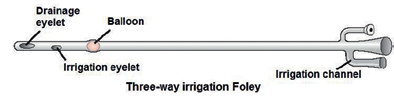 Drainage
eyelet
Balloon
Irrigation eyelet
Irrigation channel
Three-way irrigation Foley